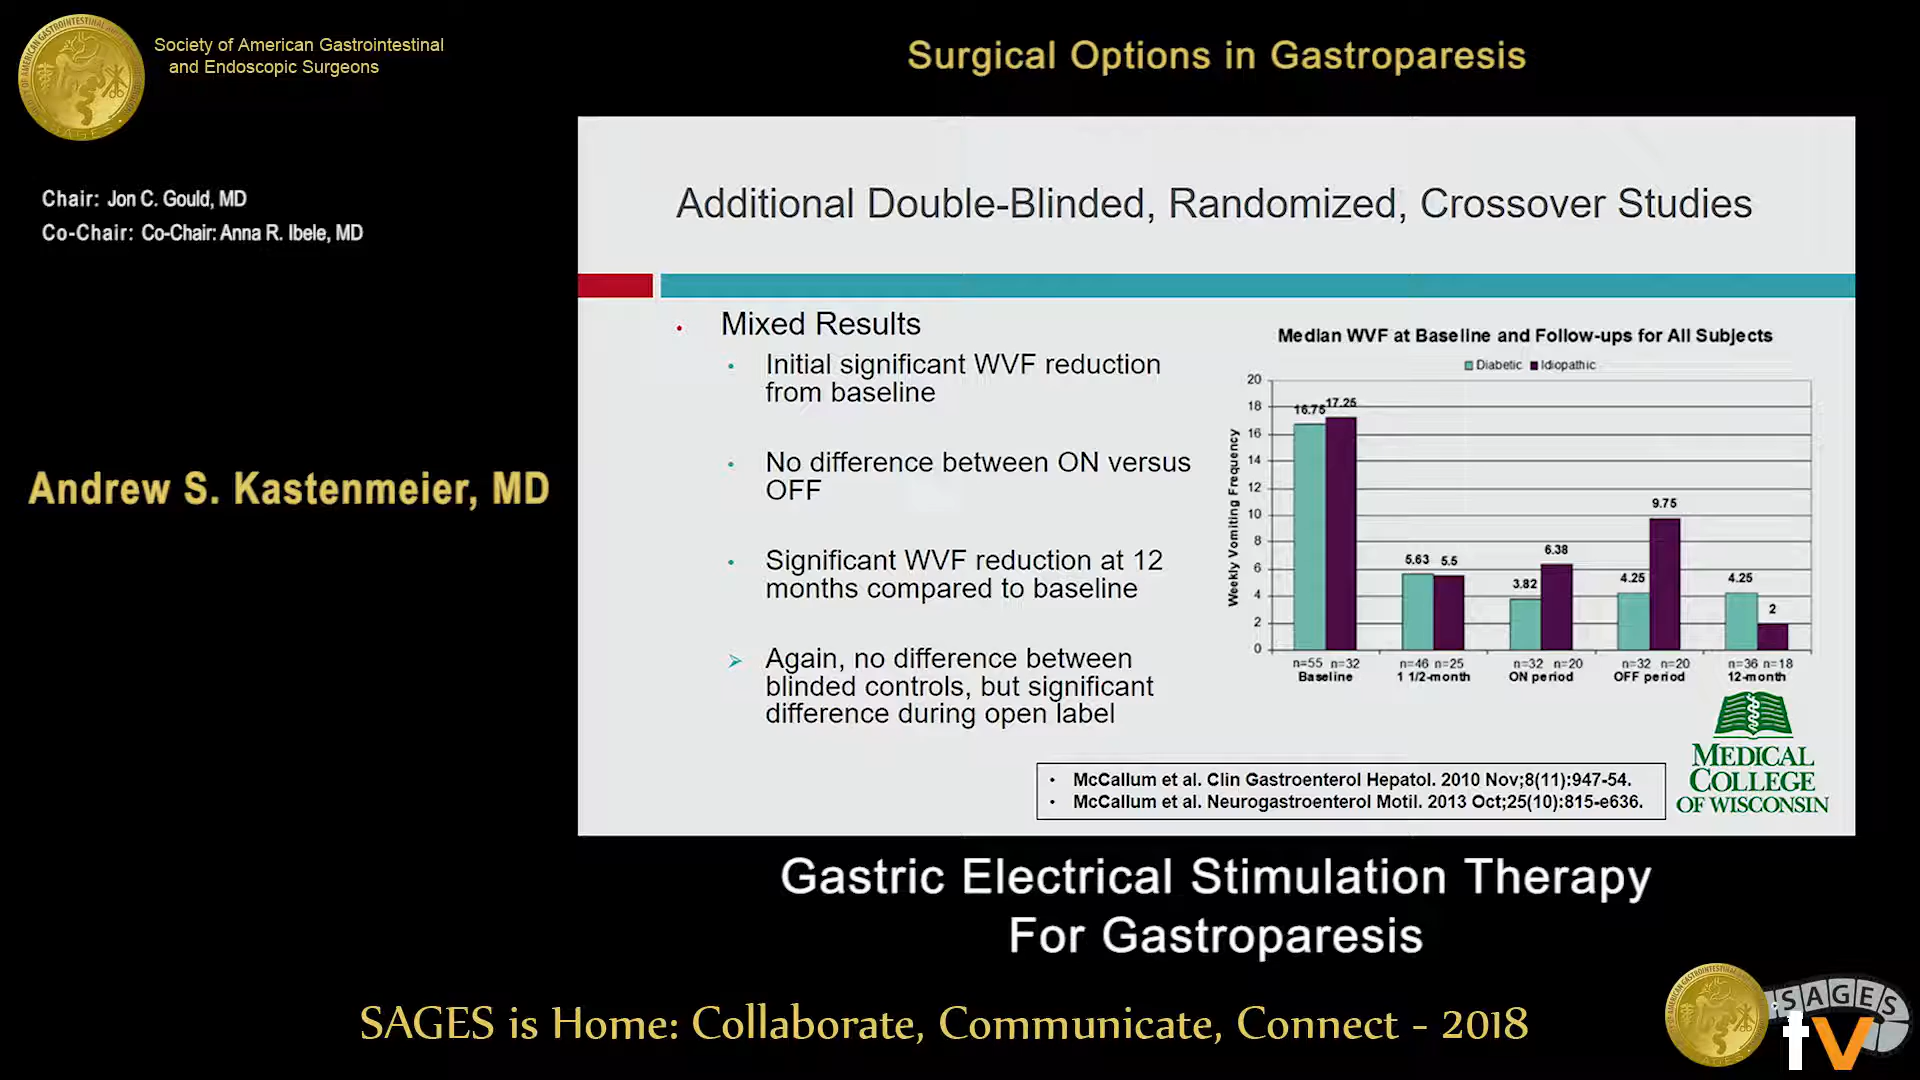 Society of American Gastrointestinal
and Endoscopic Surgeons
Surgical Options in Gastroparesis
Chair: Jon C. Gould, MD
Co-Chair: Co-Chair: Anna R. Ibele, MD
Andrew S. Kastenmeier, MD
Additional Double-Blinded, Randomized, Crossover Studies
• Mixed Results
• Initial significant WVF reduction
from baseline
• No difference between ON versus
OFF
• Significant WVF reduction at 12
months compared to baseline
➢ Again, no difference between
blinded controls, but significant
difference during open label
Median WVF at Baseline and Follow-ups for All Subjects
Diabetic Idiopathic
Weekly Vomiting Frequency
20
18
16
14
12
10
8
6
4
2
0
16.75 17.25
5.63 5.5
3.82 6.38
4.25 9.75
4.25 2
n=55 n=32 n=46 n=25 n=32 n=20 n=32 n=20 n=36 n=18
Baseline 1 1/2-month ON period OFF period 12-month
• McCallum et al. Clin Gastroenterol Hepatol. 2010 Nov;8(11):947-54.
• McCallum et al. Neurogastroenterol Motil. 2013 Oct;25(10):815-e636.
MEDICAL
COLLEGE
OF WISCONSIN
Gastric Electrical Stimulation Therapy
For Gastroparesis
SAGES is Home: Collaborate, Communicate, Connect - 2018
SAGES
tv